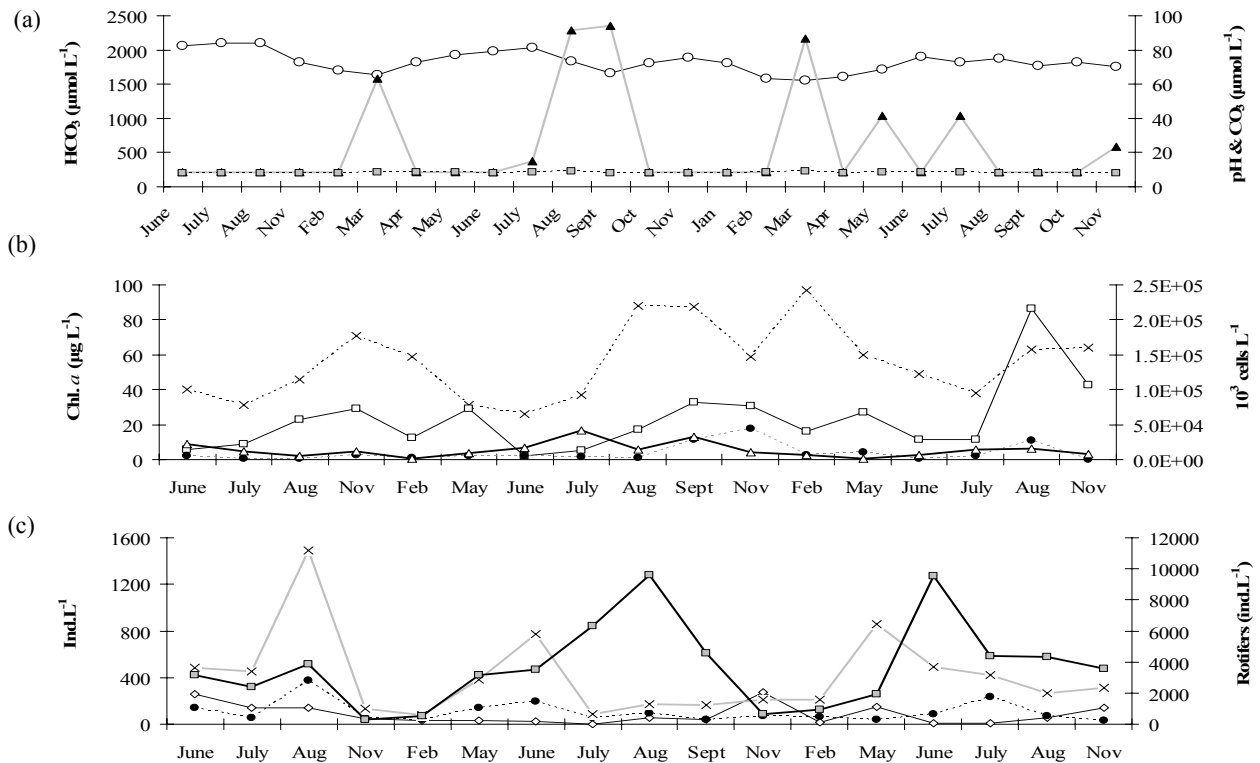 (a)
HCO₃ (µmol L⁻¹)
2500
2000
1500
1000
500
0
100
80
60
40
20
0
pH & CO₃ (µmol L⁻¹)
June July Aug Nov Feb Mar Apr May June July Aug Sept Oct Nov Jan Feb Mar Apr May June July Aug Sept Oct Nov
(b)
Chl. a (µg L⁻¹)
100
80
60
40
20
0
2.5E+05
2.0E+05
1.5E+05
1.0E+05
5.0E+04
0.0E+00
10³ cells L⁻¹
June July Aug Nov Feb May June July Aug Sept Nov Feb May June July Aug Nov
(c)
Ind.L⁻¹
1600
1200
800
400
0
12000
10000
8000
6000
4000
2000
0
Rotifers (ind.L⁻¹)
June July Aug Nov Feb May June July Aug Sept Nov Feb May June July Aug Nov